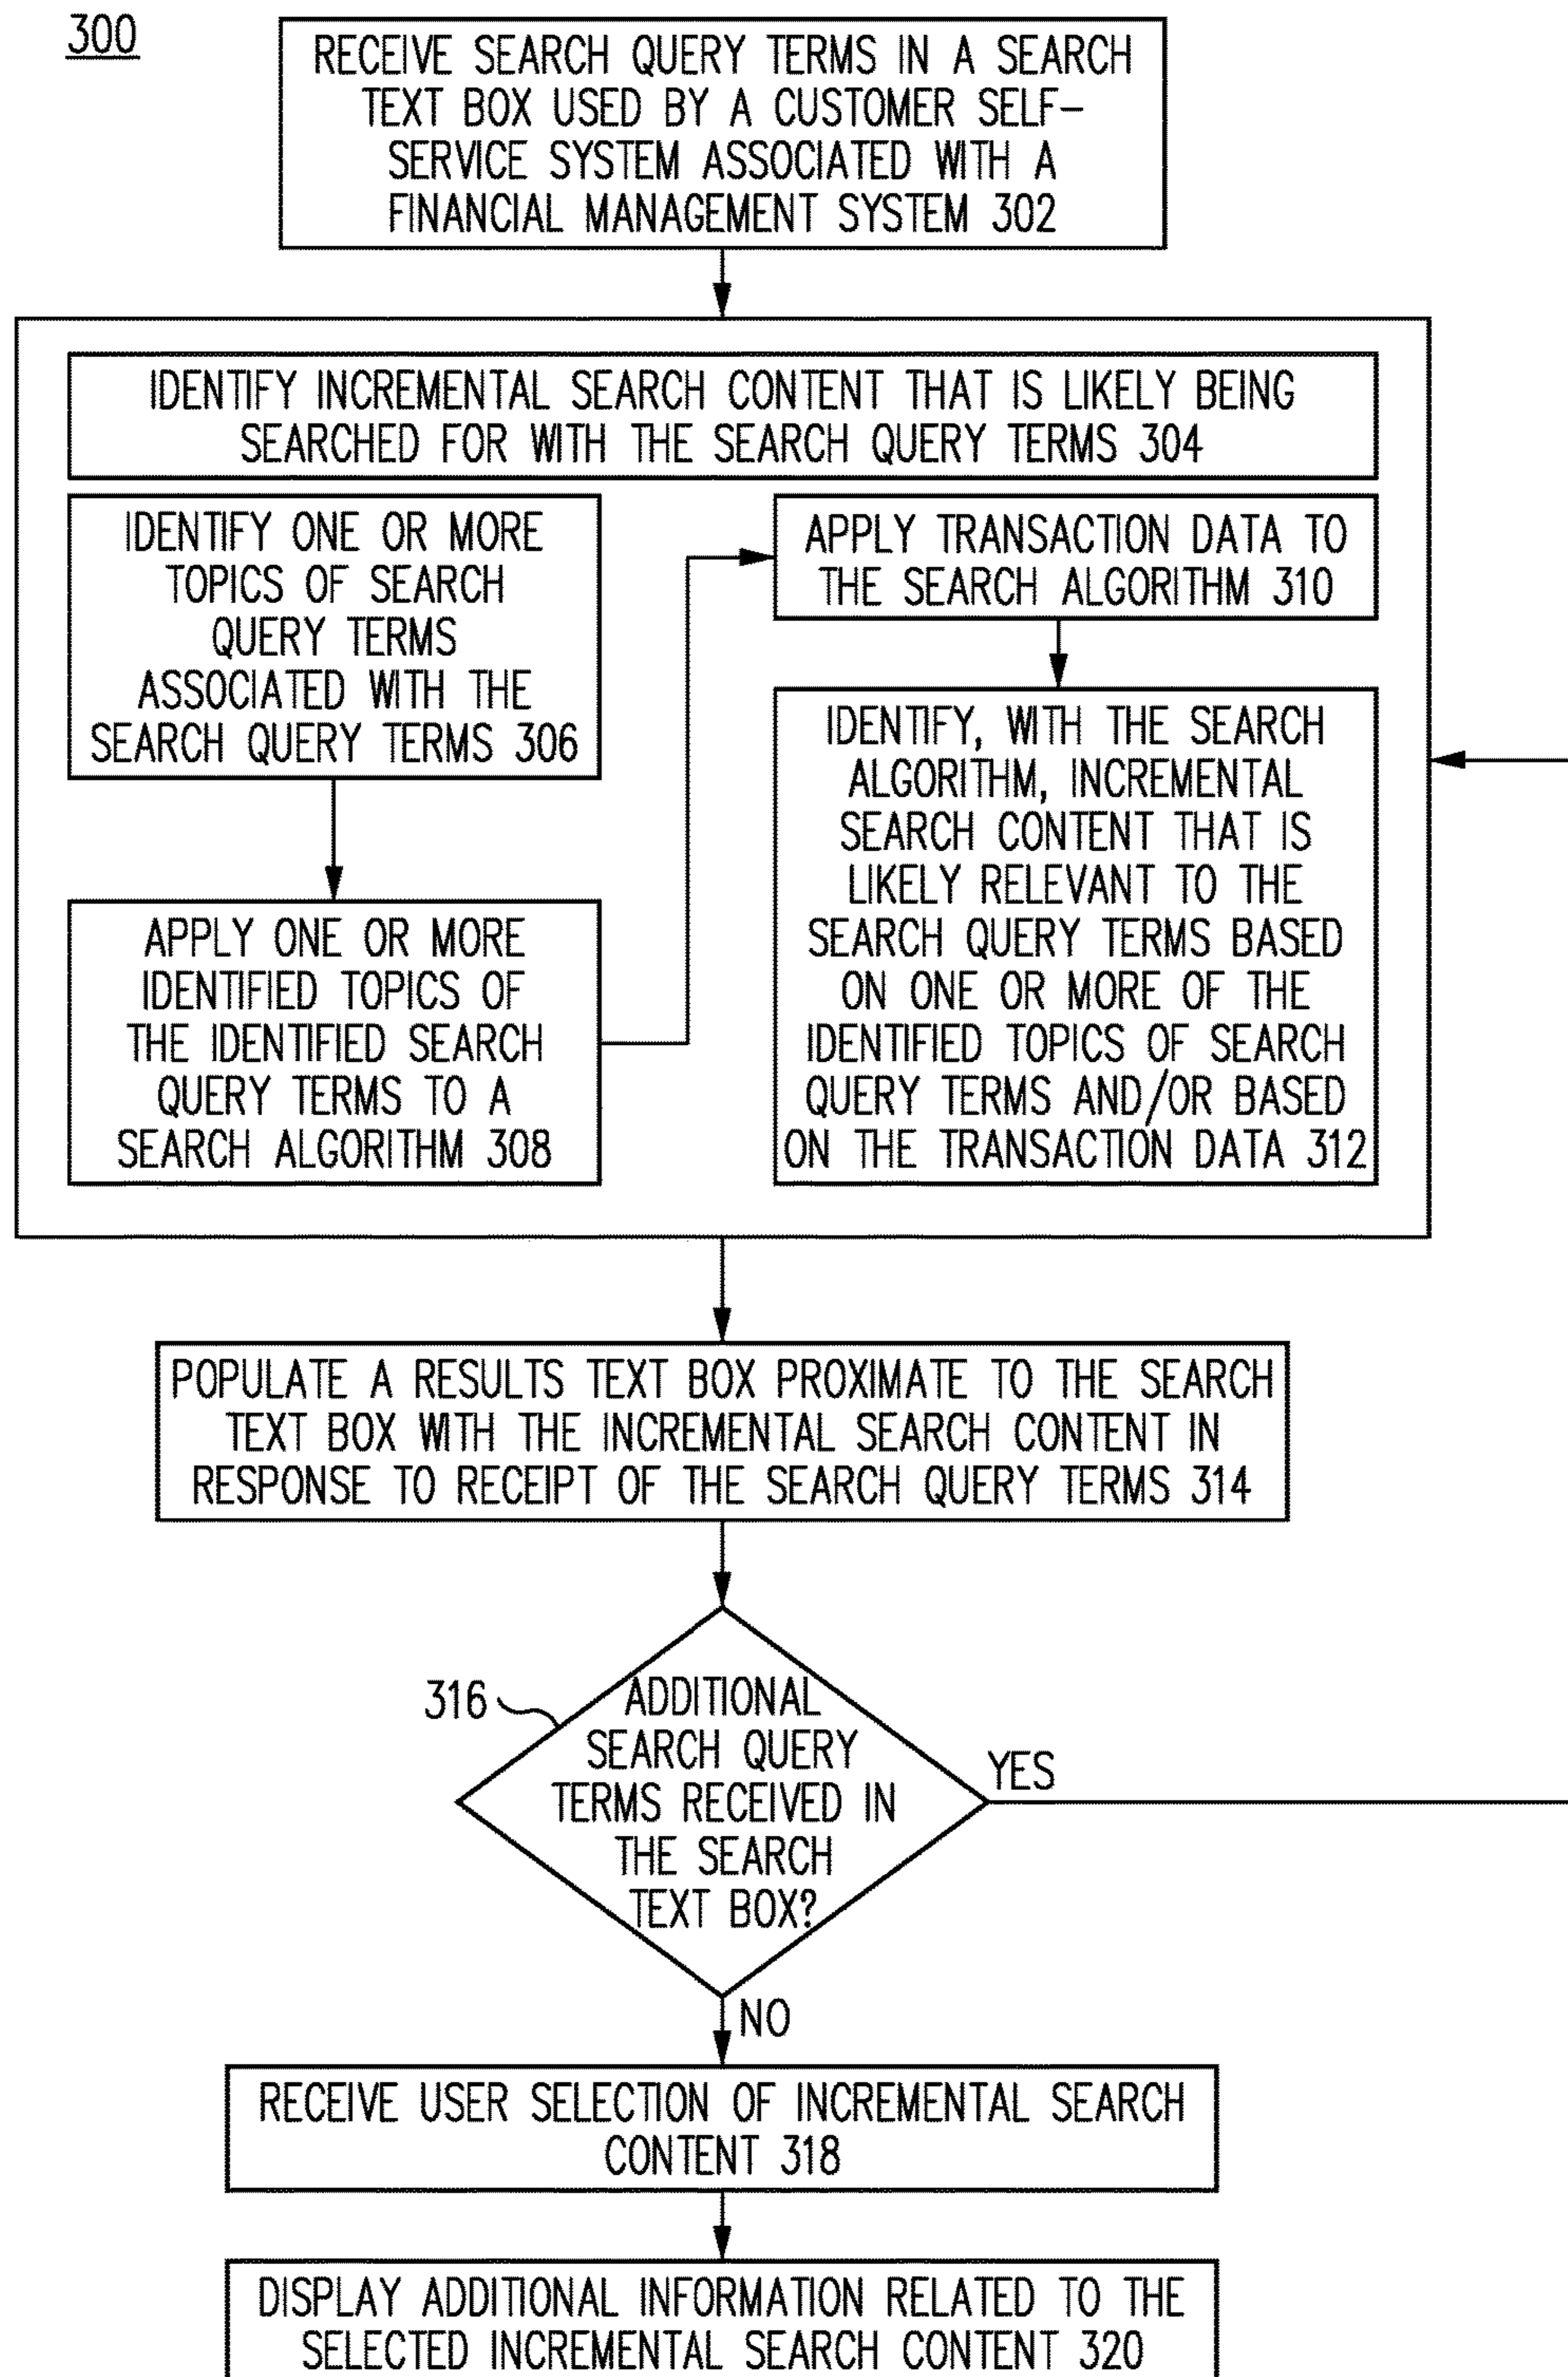 300
RECEIVE SEARCH QUERY TERMS IN A SEARCH
TEXT BOX USED BY A CUSTOMER SELF-
SERVICE SYSTEM ASSOCIATED WITH A
FINANCIAL MANAGEMENT SYSTEM 302
IDENTIFY INCREMENTAL SEARCH CONTENT THAT IS LIKELY BEING
SEARCHED FOR WITH THE SEARCH QUERY TERMS 304
IDENTIFY ONE OR MORE
TOPICS OF SEARCH
QUERY TERMS
ASSOCIATED WITH THE
SEARCH QUERY TERMS 306
APPLY ONE OR MORE
IDENTIFIED TOPICS OF
THE IDENTIFIED SEARCH
QUERY TERMS TO A
SEARCH ALGORITHM 308
APPLY TRANSACTION DATA TO
THE SEARCH ALGORITHM 310
IDENTIFY, WITH THE SEARCH
ALGORITHM, INCREMENTAL
SEARCH CONTENT THAT IS
LIKELY RELEVANT TO THE
SEARCH QUERY TERMS BASED
ON ONE OR MORE OF THE
IDENTIFIED TOPICS OF SEARCH
QUERY TERMS AND/OR BASED
ON THE TRANSACTION DATA 312
POPULATE A RESULTS TEXT BOX PROXIMATE TO THE SEARCH
TEXT BOX WITH THE INCREMENTAL SEARCH CONTENT IN
RESPONSE TO RECEIPT OF THE SEARCH QUERY TERMS 314
316
ADDITIONAL
SEARCH QUERY
TERMS RECEIVED IN
THE SEARCH
TEXT BOX?
YES
NO
RECEIVE USER SELECTION OF INCREMENTAL SEARCH
CONTENT 318
DISPLAY ADDITIONAL INFORMATION RELATED TO THE
SELECTED INCREMENTAL SEARCH CONTENT 320